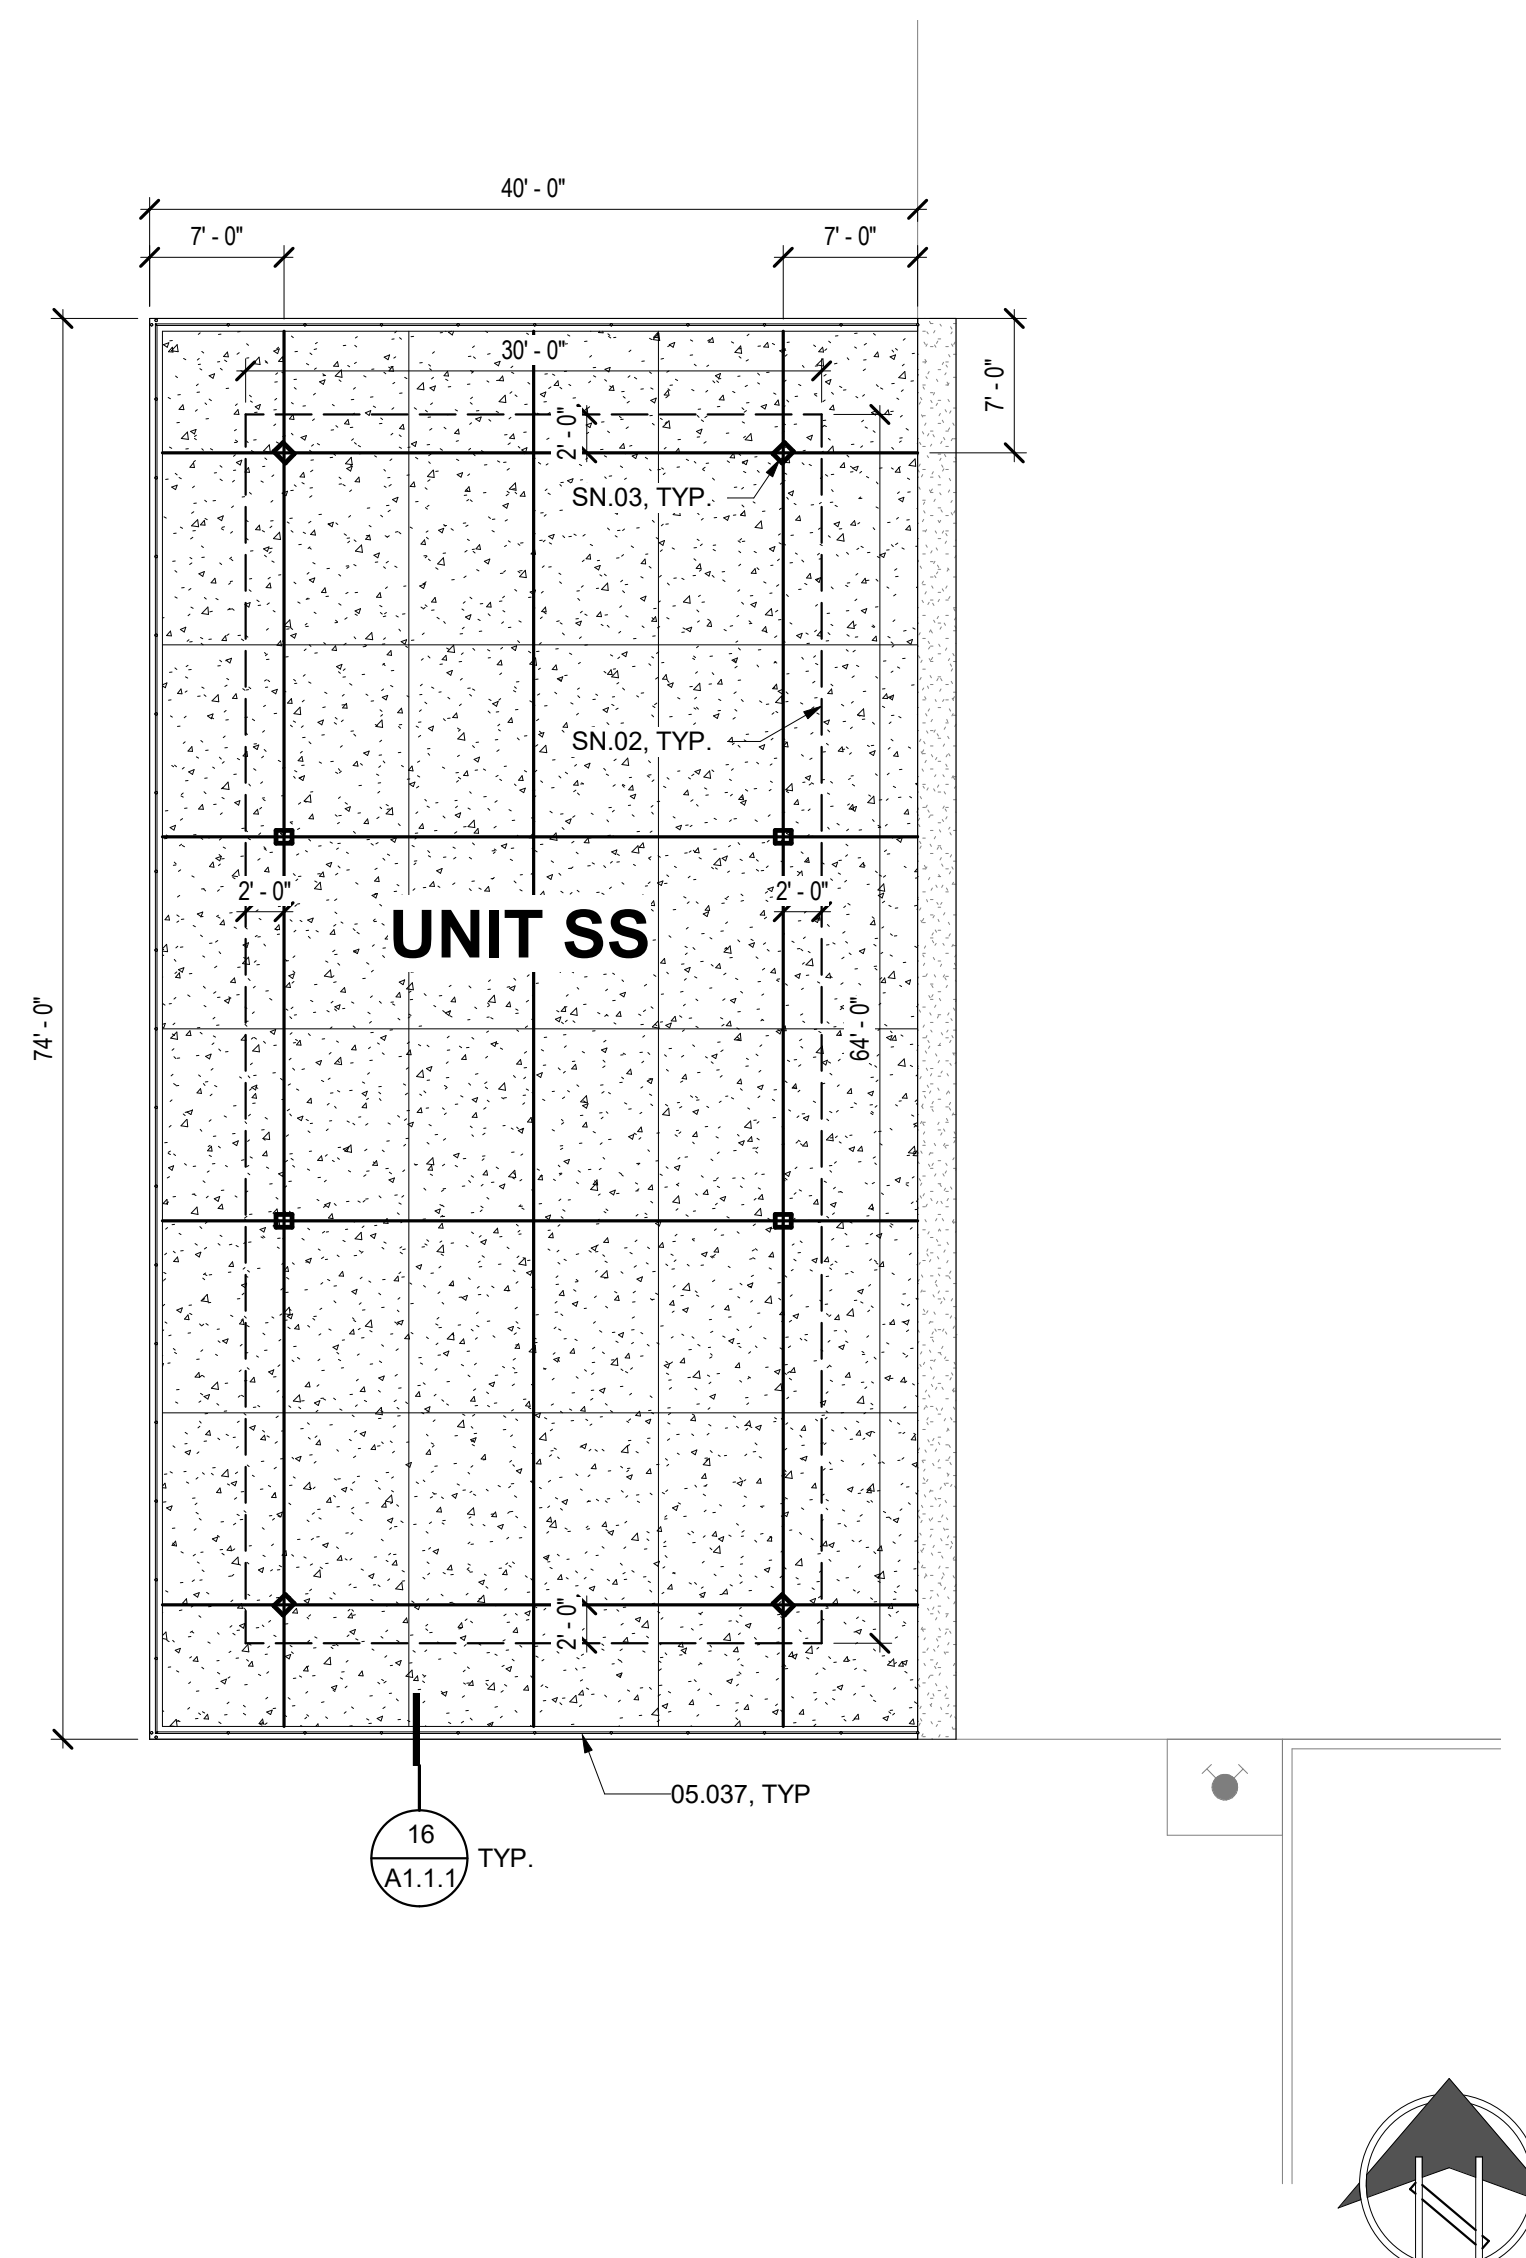 40' - 0"
7' - 0"
7' - 0"
30' - 0"
7' - 0"
2' - 0"
SN.03, TYP.
SN.02, TYP.
2' - 0"
2' - 0"
UNIT SS
74' - 0"
64' - 0"
2' - 0"
05.037, TYP
16
A1.1.1
TYP.
N